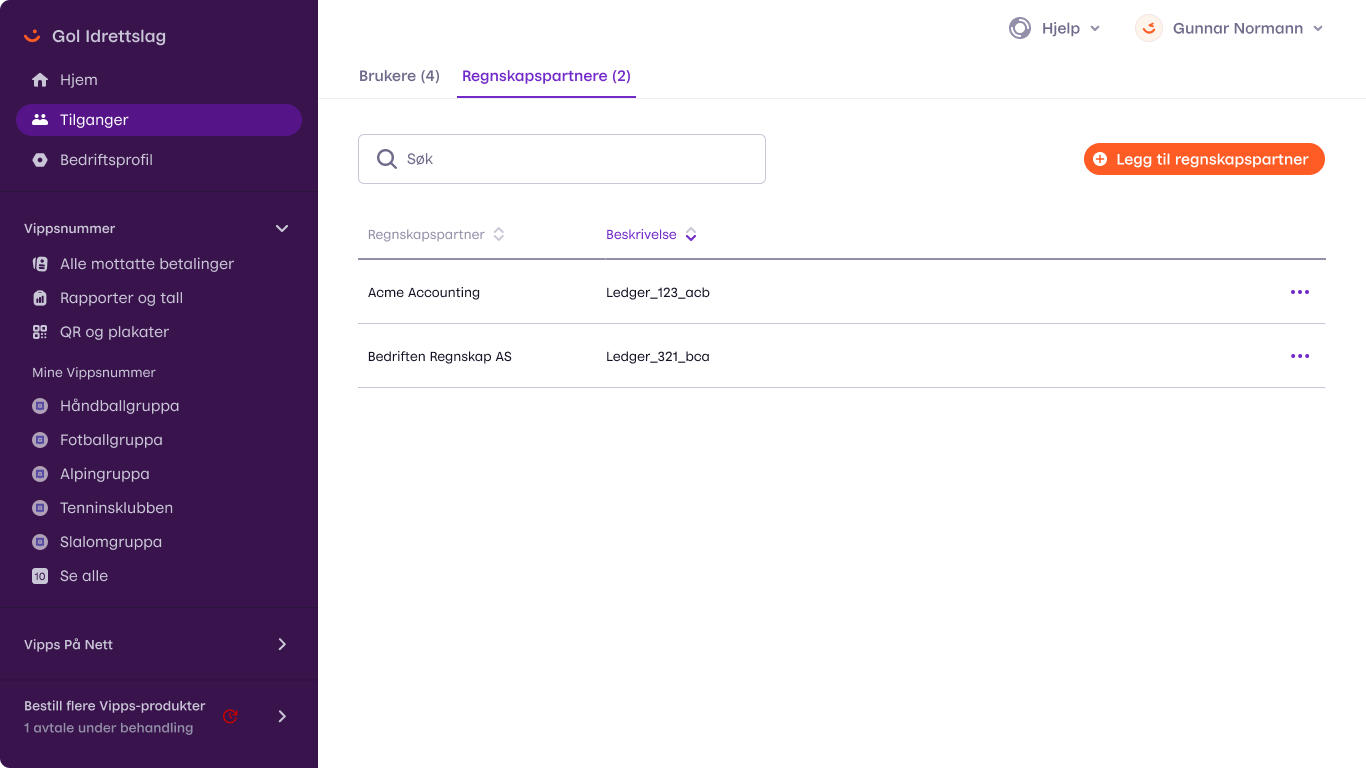 Gol Idrettslag
Hjem
Tilganger
Bedriftsprofil
Vippsnummer
Alle mottatte betalinger
Rapporter og tall
QR og plakater
Mine Vippsnummer
Håndballgruppa
Fotballgruppa
Alpingruppa
Tenninsklubben
Slalomgruppa
10 Se alle
Vipps På Nett
Bestill flere Vipps-produkter
1 avtale under behandling
Hjelp Gunnar Normann
Brukere (4) Regnskapspartnere (2)
Søk Legg til regnskapspartner
Regnskapspartner Beskrivelse
Acme Accounting Ledger_123_acb
Bedriften Regnskap AS Ledger_321_bca